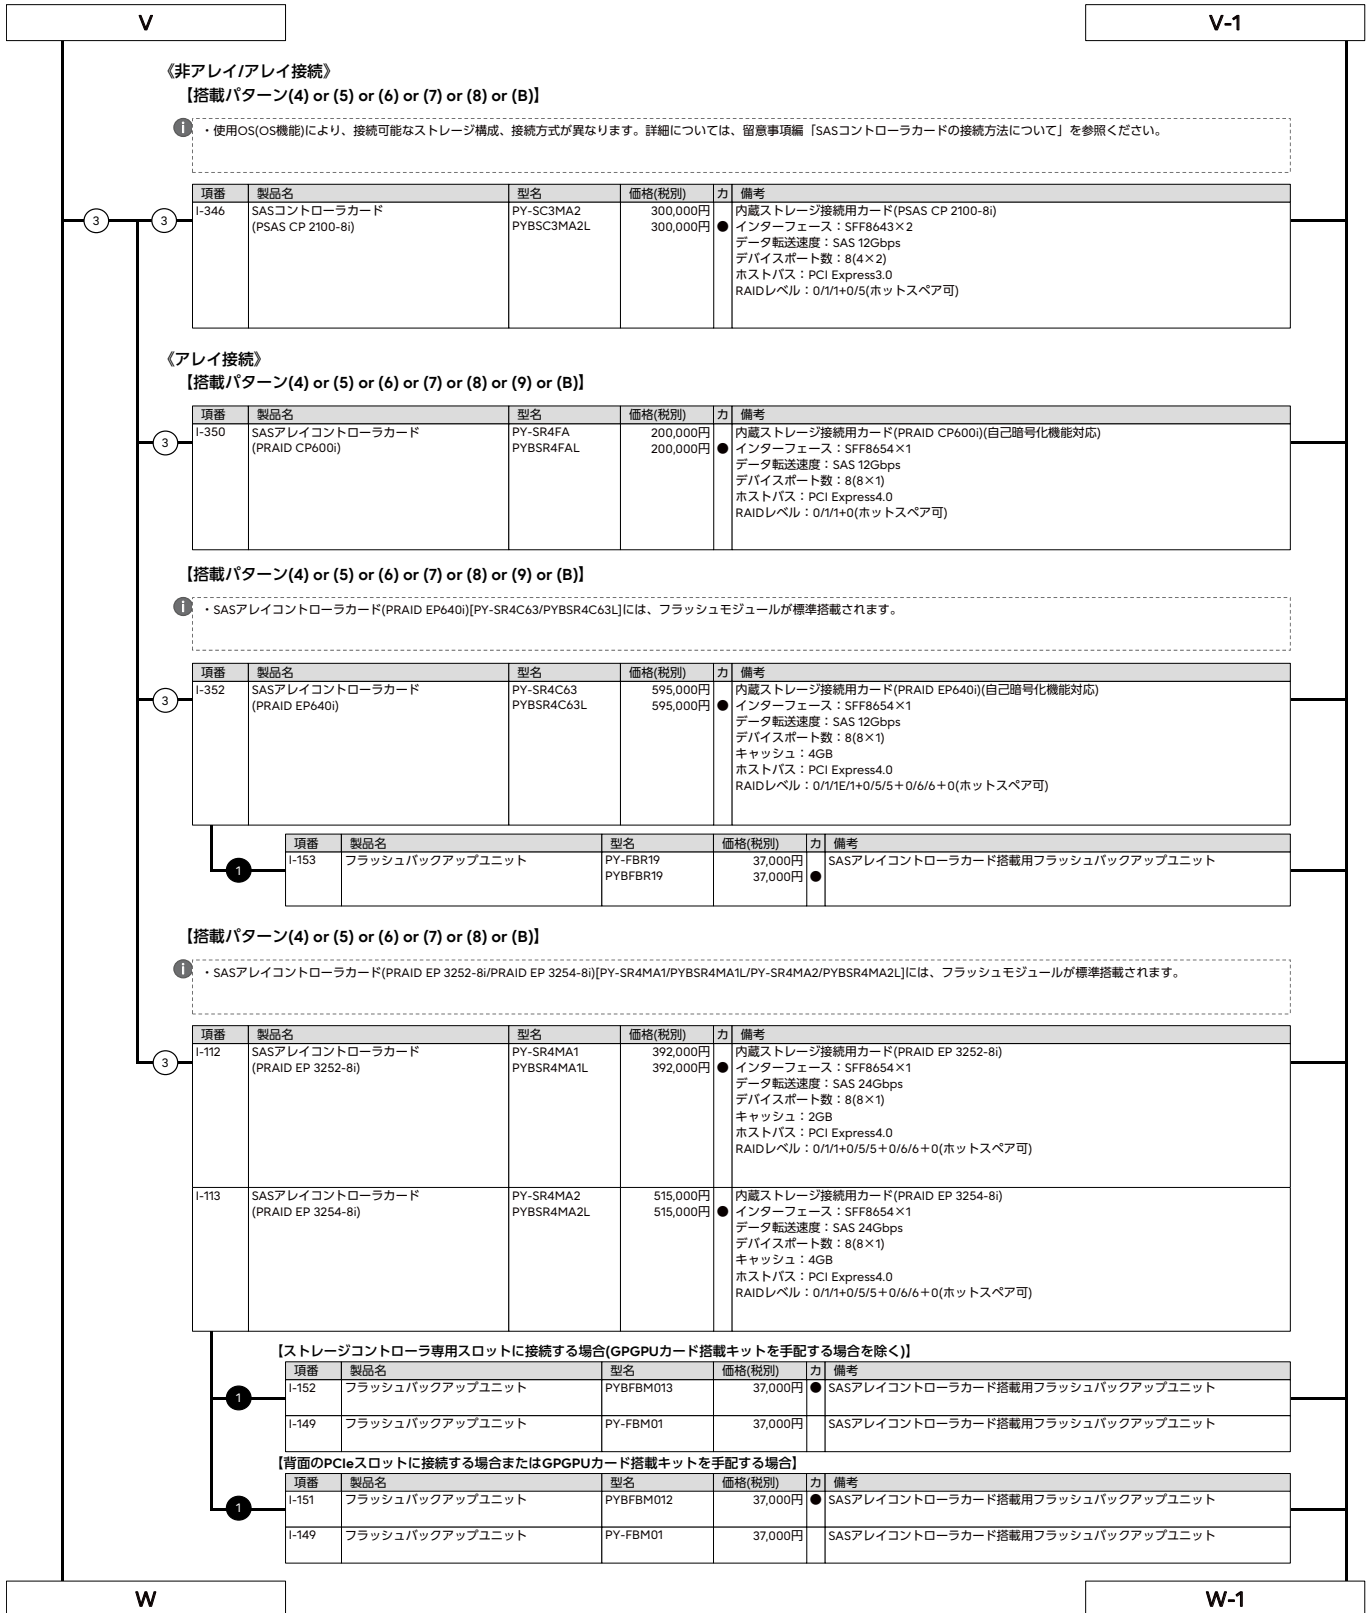 V
V-1
《非アレイ/アレイ接続》
【搭載パターン(4) or (5) or (6) or (7) or (8) or (B)】
・使用OS(OS機能)により、接続可能なストレージ構成、接続方式が異なります。詳細については、留意事項編「SASコントローラカードの接続方法について」を参照ください。
項番 製品名 型名 価格(税別) カ 備考
3 3 I-346 SASコントローラカード PY-SC3MA2 300,000円 内蔵ストレージ接続用カード(PSAS CP 2100-8i)
(PSAS CP 2100-8i) PYBSC3MA2L 300,000円 ● インターフェース：SFF8643×2
データ転送速度：SAS 12Gbps
デバイスポート数：8(4×2)
ホストバス：PCI Express3.0
RAIDレベル：0/1/1+0/5(ホットスペア可)
《アレイ接続》
【搭載パターン(4) or (5) or (6) or (7) or (8) or (9) or (B)】
項番 製品名 型名 価格(税別) カ 備考
3 I-350 SASアレイコントローラカード PY-SR4FA 200,000円 内蔵ストレージ接続用カード(PRAID CP600i)(自己暗号化機能対応)
(PRAID CP600i) PYBSR4FAL 200,000円 ● インターフェース：SFF8654×1
データ転送速度：SAS 12Gbps
デバイスポート数：8(8×1)
ホストバス：PCI Express4.0
RAIDレベル：0/1/1+0(ホットスペア可)
【搭載パターン(4) or (5) or (6) or (7) or (8) or (9) or (B)】
・SASアレイコントローラカード(PRAID EP640i)[PY-SR4C63/PYBSR4C63L]には、フラッシュモジュールが標準搭載されます。
項番 製品名 型名 価格(税別) カ 備考
3 I-352 SASアレイコントローラカード PY-SR4C63 595,000円 内蔵ストレージ接続用カード(PRAID EP640i)(自己暗号化機能対応)
(PRAID EP640i) PYBSR4C63L 595,000円 ● インターフェース：SFF8654×1
データ転送速度：SAS 12Gbps
デバイスポート数：8(8×1)
キャッシュ：4GB
ホストバス：PCI Express4.0
RAIDレベル：0/1/1E/1+0/5/5＋0/6/6＋0(ホットスペア可)
項番 製品名 型名 価格(税別) カ 備考
1 I-153 フラッシュバックアップユニット PY-FBR19 37,000円 SASアレイコントローラカード搭載用フラッシュバックアップユニット
PYBFBR19 37,000円 ●
【搭載パターン(4) or (5) or (6) or (7) or (8) or (B)】
・SASアレイコントローラカード(PRAID EP 3252-8i/PRAID EP 3254-8i)[PY-SR4MA1/PYBSR4MA1L/PY-SR4MA2/PYBSR4MA2L]には、フラッシュモジュールが標準搭載されます。
項番 製品名 型名 価格(税別) カ 備考
3 I-112 SASアレイコントローラカード PY-SR4MA1 392,000円 内蔵ストレージ接続用カード(PRAID EP 3252-8i)
(PRAID EP 3252-8i) PYBSR4MA1L 392,000円 ● インターフェース：SFF8654×1
データ転送速度：SAS 24Gbps
デバイスポート数：8(8×1)
キャッシュ：2GB
ホストバス：PCI Express4.0
RAIDレベル：0/1/1+0/5/5＋0/6/6＋0(ホットスペア可)
I-113 SASアレイコントローラカード PY-SR4MA2 515,000円 内蔵ストレージ接続用カード(PRAID EP 3254-8i)
(PRAID EP 3254-8i) PYBSR4MA2L 515,000円 ● インターフェース：SFF8654×1
データ転送速度：SAS 24Gbps
デバイスポート数：8(8×1)
キャッシュ：4GB
ホストバス：PCI Express4.0
RAIDレベル：0/1/1+0/5/5＋0/6/6＋0(ホットスペア可)
【ストレージコントローラ専用スロットに接続する場合(GPGPUカード搭載キットを手配する場合を除く)】
項番 製品名 型名 価格(税別) カ 備考
1 I-152 フラッシュバックアップユニット PYBFBM013 37,000円 ● SASアレイコントローラカード搭載用フラッシュバックアップユニット
I-149 フラッシュバックアップユニット PY-FBM01 37,000円 SASアレイコントローラカード搭載用フラッシュバックアップユニット
【背面のPCIeスロットに接続する場合またはGPGPUカード搭載キットを手配する場合】
項番 製品名 型名 価格(税別) カ 備考
1 I-151 フラッシュバックアップユニット PYBFBM012 37,000円 ● SASアレイコントローラカード搭載用フラッシュバックアップユニット
I-149 フラッシュバックアップユニット PY-FBM01 37,000円 SASアレイコントローラカード搭載用フラッシュバックアップユニット
W
W-1